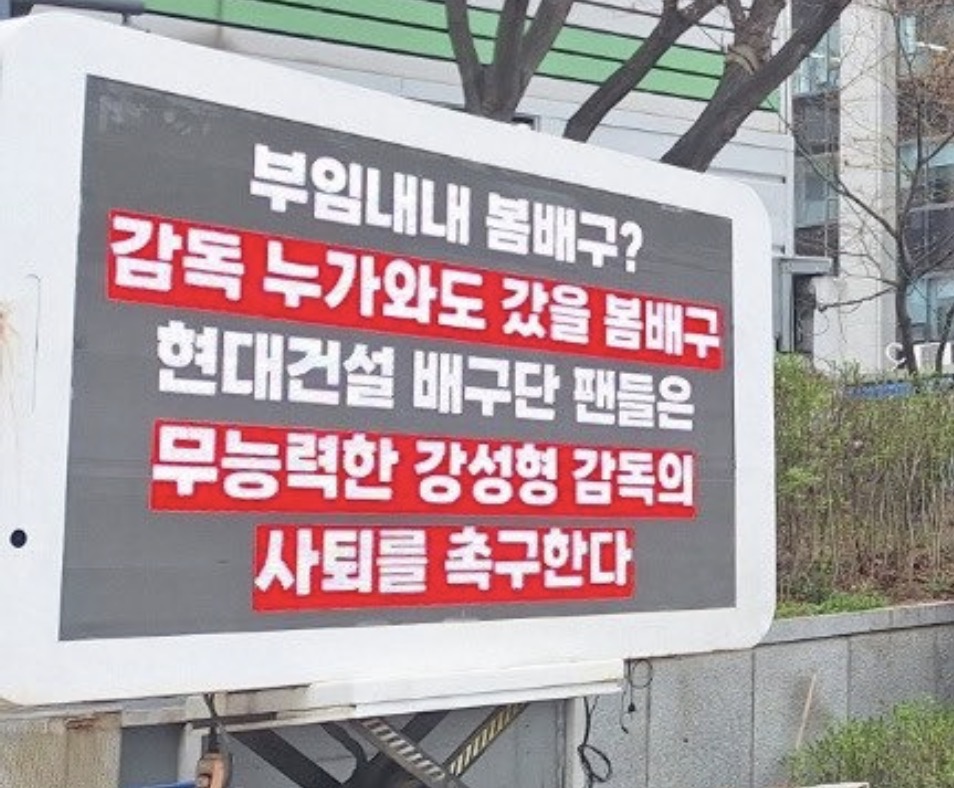 부임내내 봄배구?
감독 누가와도 갔을 봄배구
현대건설 배구단 팬들은
무능력한 강성형 감독의
사퇴를 촉구한다